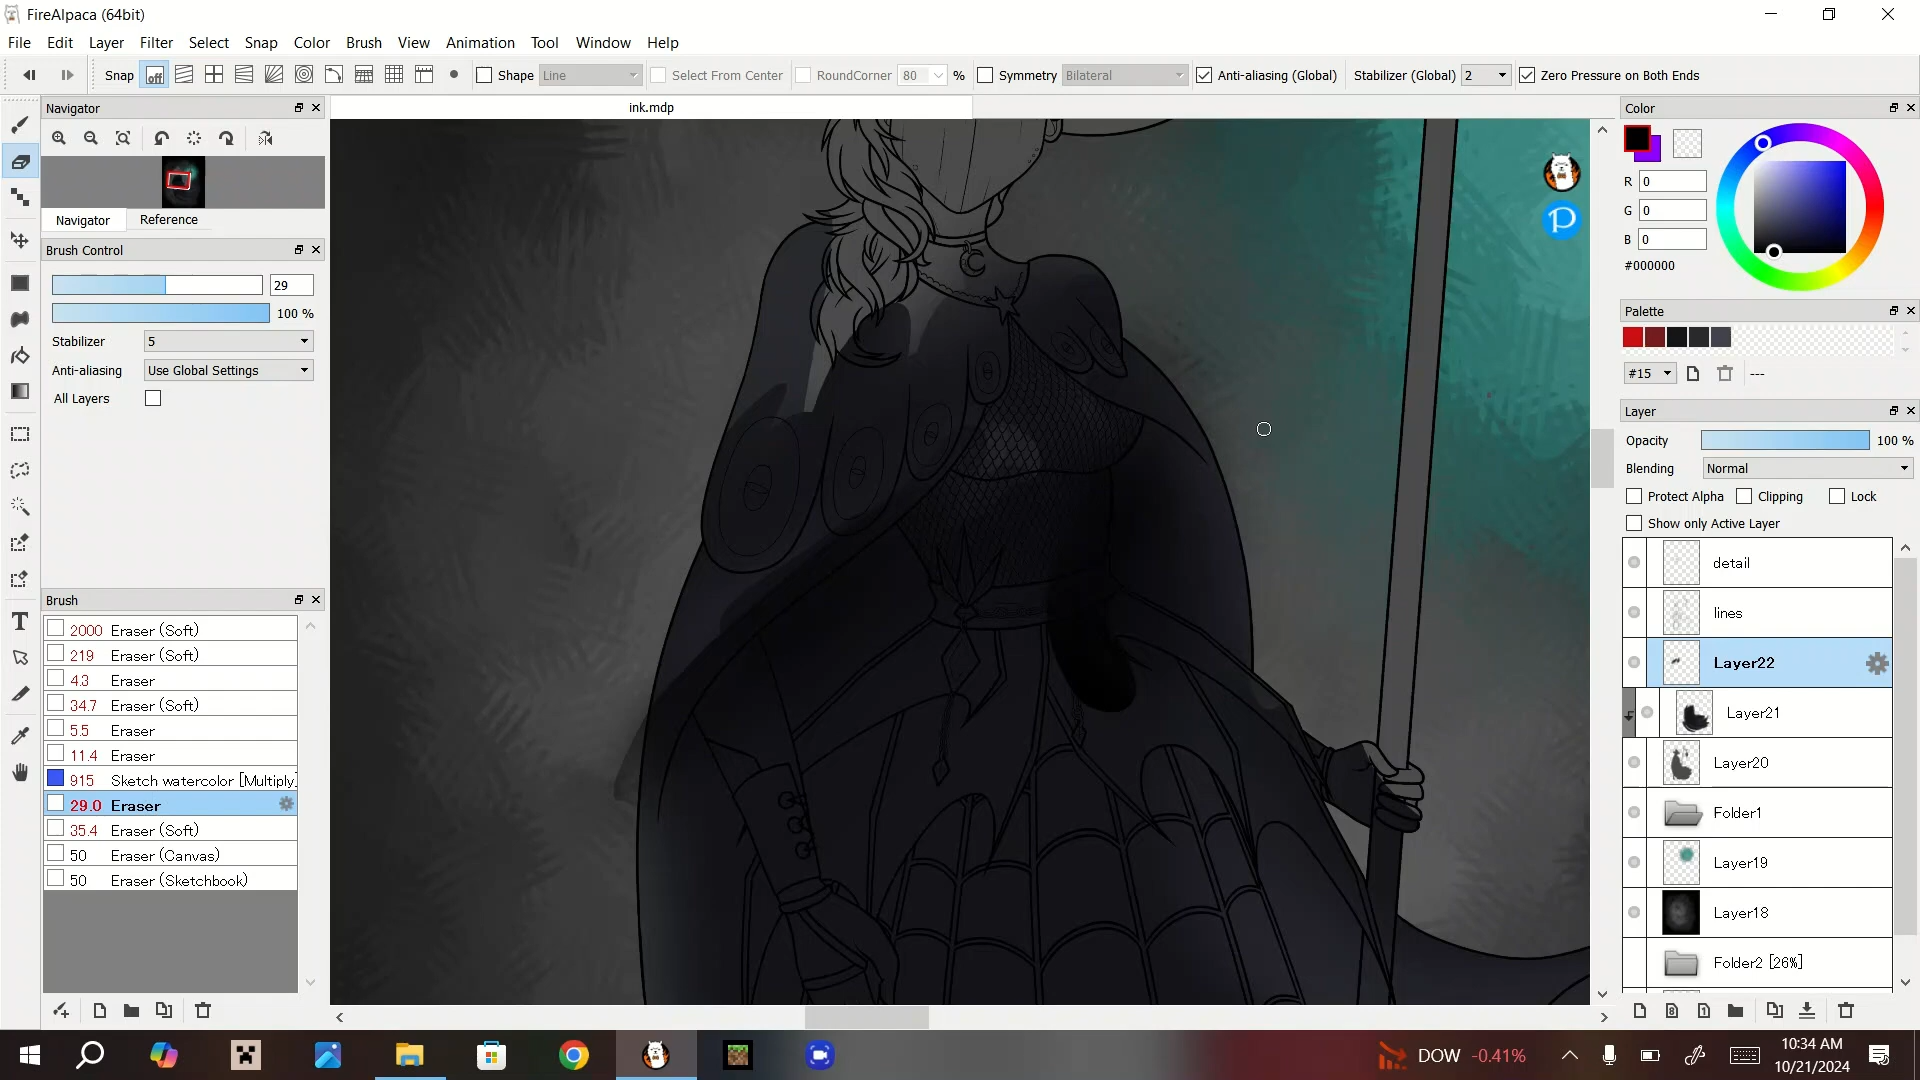 FireAlpaca (64bit)
File Edit Layer Filter Select Snap Color Brush View Animation Tool Window Help
Snap off Shape Line Select From Center RoundCorner 80 % Symmetry Bilateral Anti-aliasing (Global) Stabilizer (Global) 2 Zero Pressure on Both Ends
Navigator
ink.mdp
Navigator Reference
Brush Control
29
100 %
Stabilizer 5
Anti-aliasing Use Global Settings
All Layers
Brush
2000 Eraser (Soft)
219 Eraser (Soft)
4.3 Eraser
34.7 Eraser (Soft)
5.5 Eraser
11.4 Eraser
915 Sketch watercolor [Multiply]
29.0 Eraser
35.4 Eraser (Soft)
50 Eraser (Canvas)
50 Eraser (Sketchbook)
T
P
Color
R 0
G 0
B 0
#000000
Palette
#15 ---
Layer
Opacity 100 %
Blending Normal
Protect Alpha Clipping Lock
Show only Active Layer
detail
lines
Layer22
Layer21
Layer20
Folder1
Layer19
Layer18
Folder2 [26%]
8 1
DOW -0.41%
10:34 AM
10/21/2024